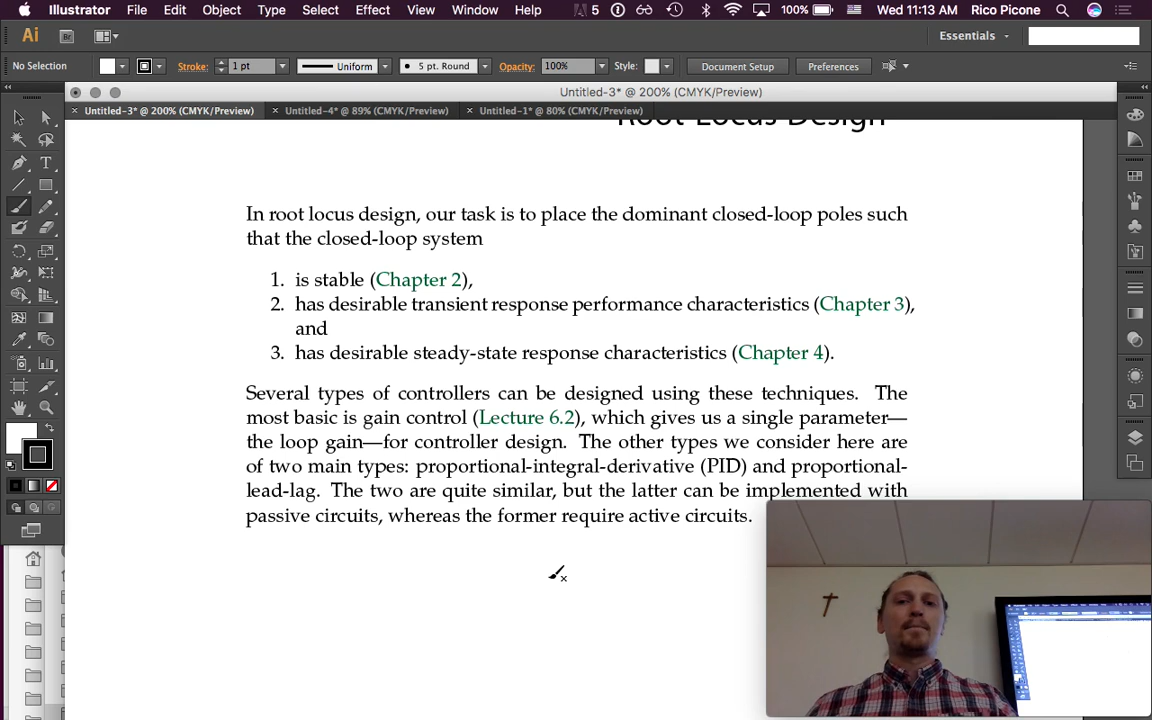 Illustrator File Edit Object Type Select Effect View Window Help 5 100% Wed 11:13 AM Rico Picone
Ai Br Essentials
No Selection Stroke: 1 pt Uniform 5 pt. Round Opacity: 100% Style: Document Setup Preferences
Untitled-3* @ 200% (CMYK/Preview)
Untitled-3* @ 200% (CMYK/Preview) Untitled-4* @ 89% (CMYK/Preview) Untitled-1* @ 80% (CMYK/Preview)
Root Locus Design
In root locus design, our task is to place the dominant closed-loop poles such
that the closed-loop system
1. is stable (Chapter 2),
2. has desirable transient response performance characteristics (Chapter 3),
and
3. has desirable steady-state response characteristics (Chapter 4).
Several types of controllers can be designed using these techniques. The
most basic is gain control (Lecture 6.2), which gives us a single parameter—
the loop gain—for controller design. The other types we consider here are
of two main types: proportional-integral-derivative (PID) and proportional-
lead-lag. The two are quite similar, but the latter can be implemented with
passive circuits, whereas the former require active circuits.